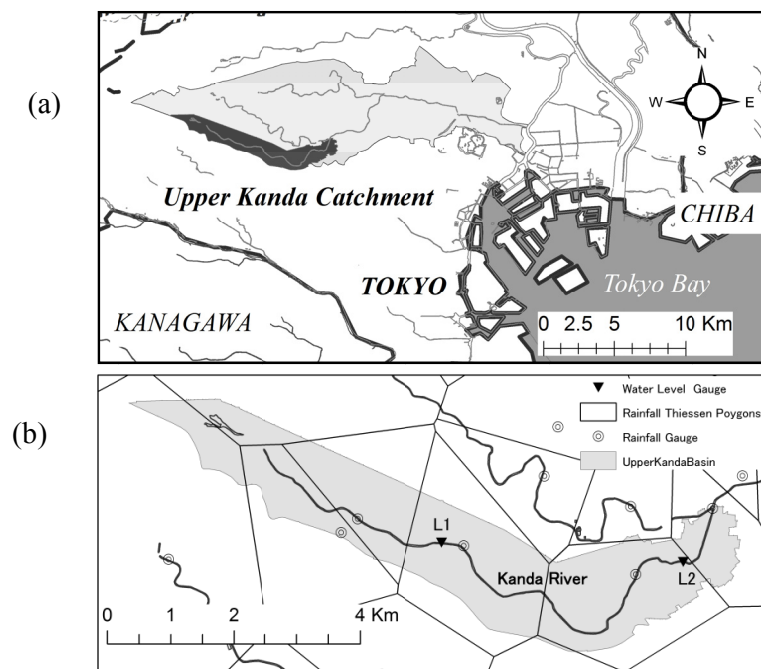 (a)
N
W E
S
Upper Kanda Catchment
CHIBA
TOKYO
Tokyo Bay
KANAGAWA
0 2.5 5 10 Km
(b)
Water Level Gauge
Rainfall Thiessen Poygons
Rainfall Gauge
UpperKandaBasin
L1
Kanda River
L2
0 1 2 4 Km